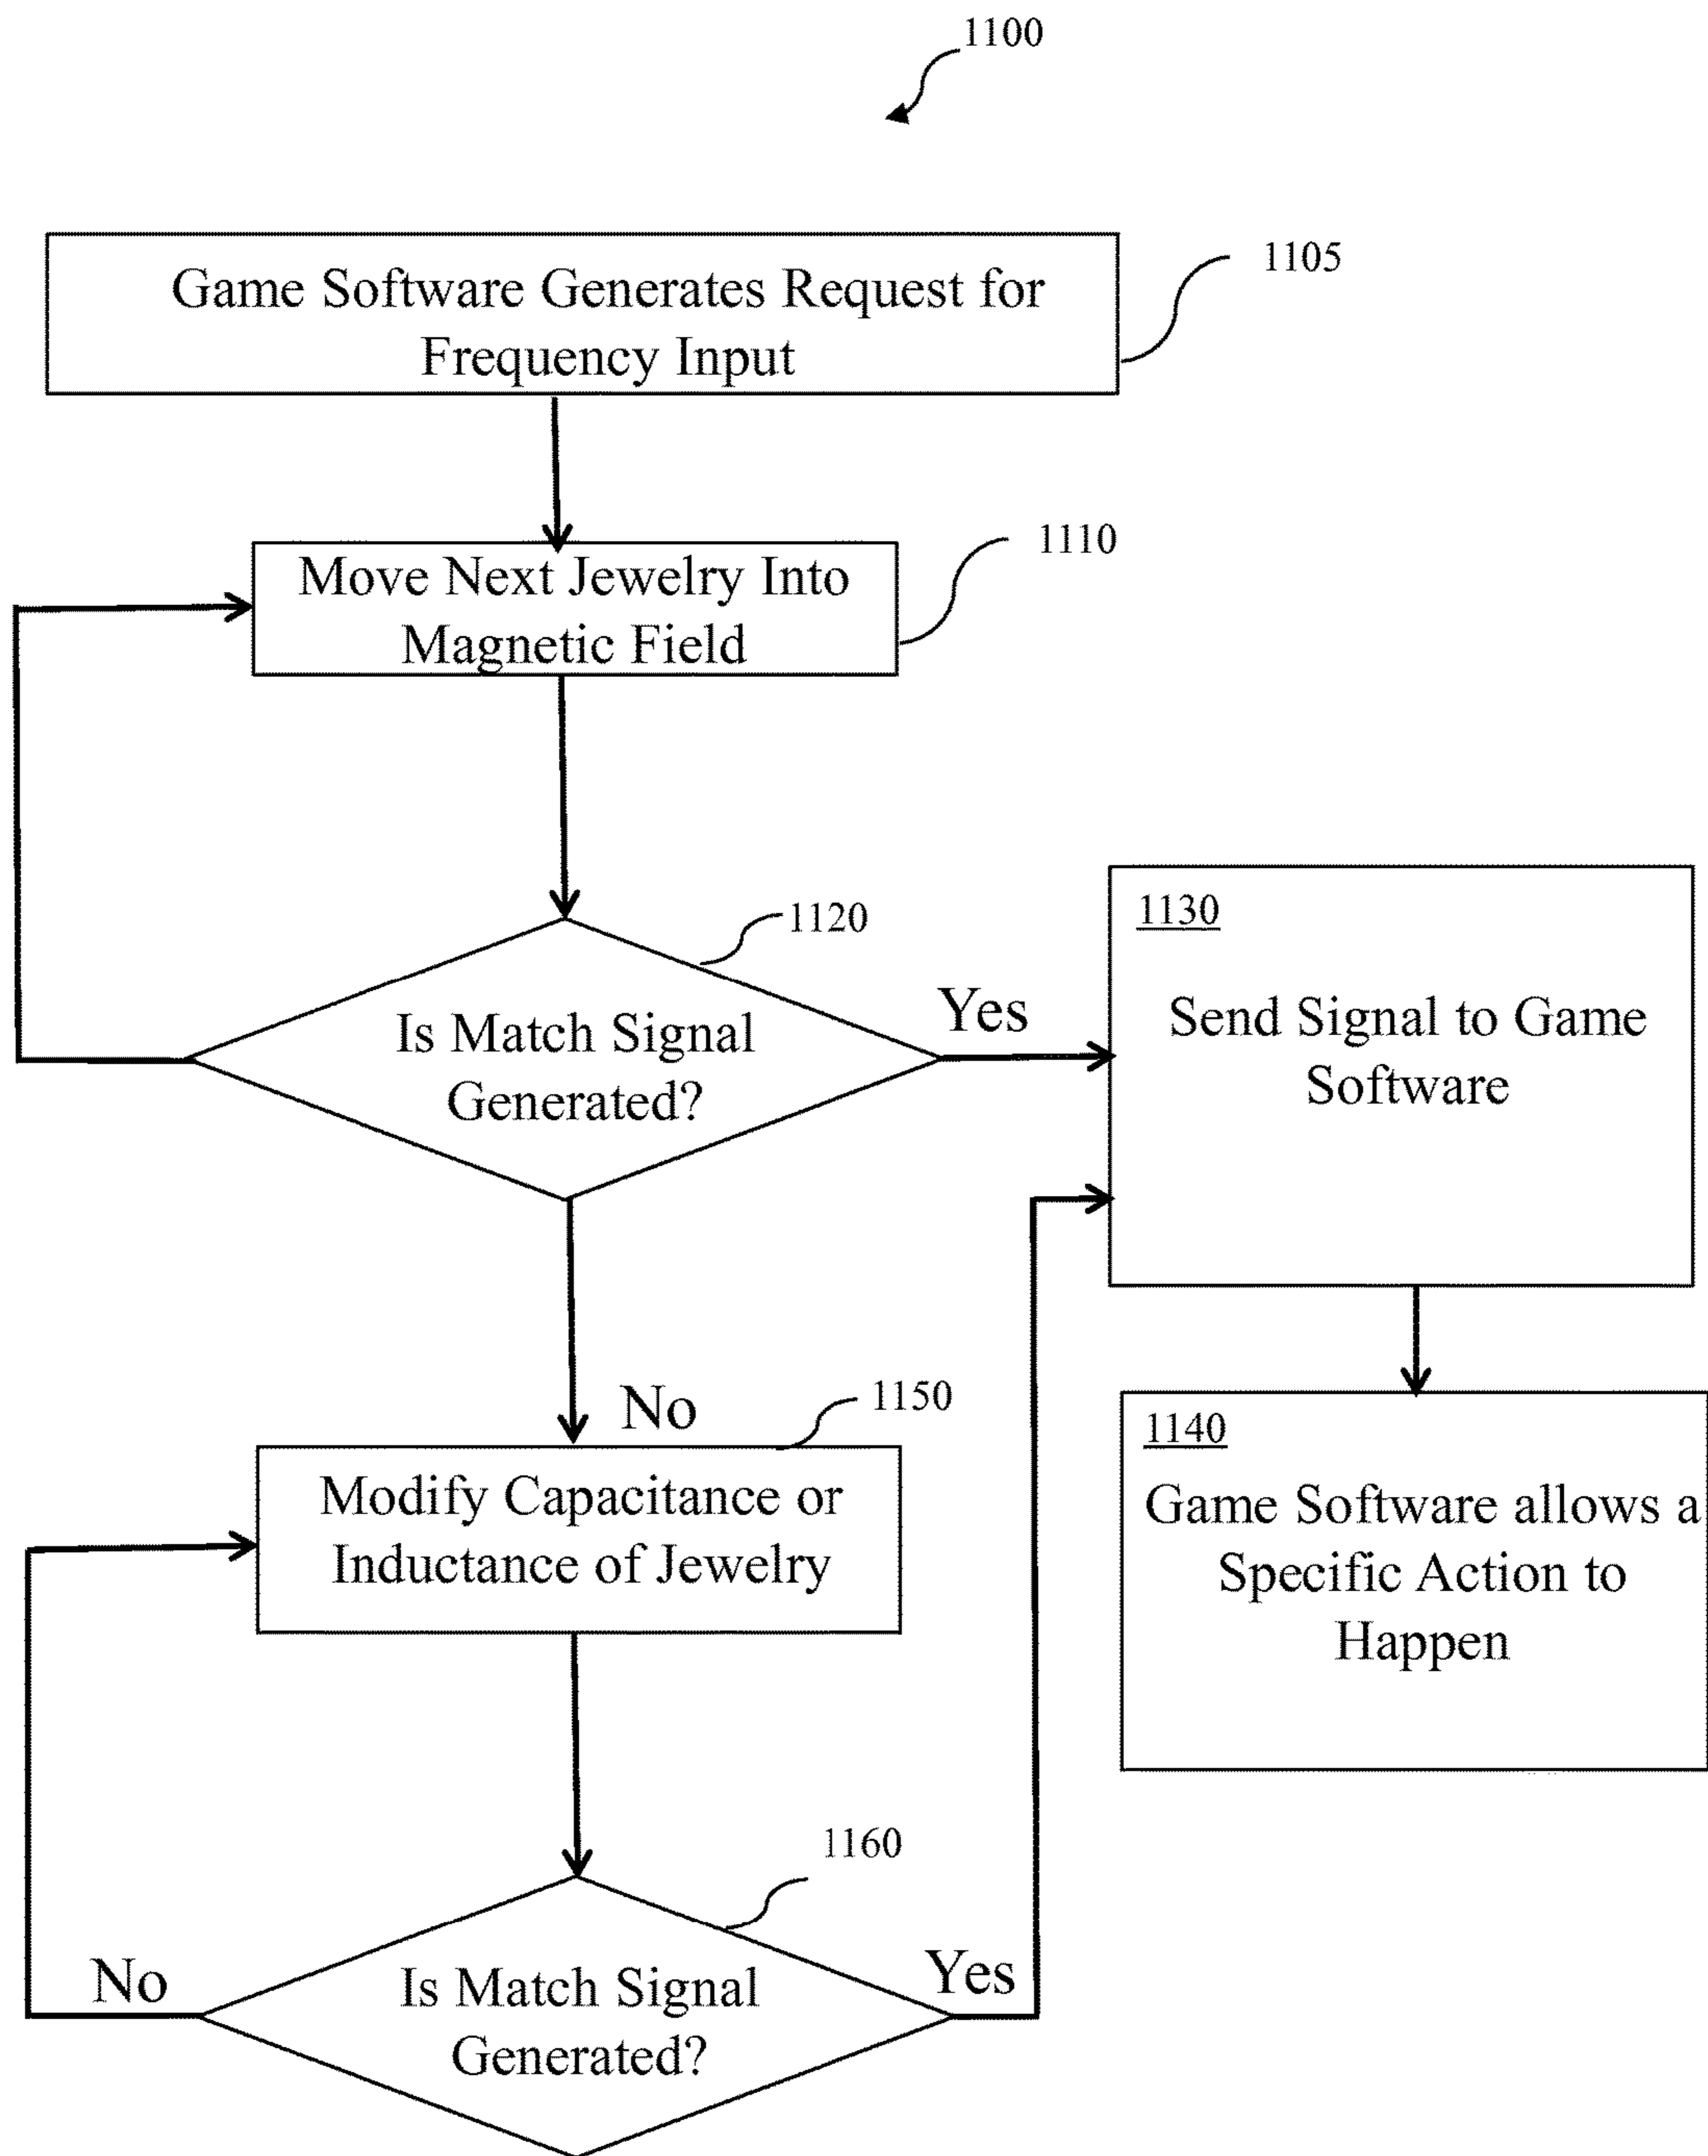 1100
Game Software Generates Request for
Frequency Input
1105
Move Next Jewelry Into
Magnetic Field
1110
1120
Is Match Signal
Generated?
Yes
1130
Send Signal to Game
Software
No
1150
Modify Capacitance or
Inductance of Jewelry
1140
Game Software allows a
Specific Action to
Happen
1160
Is Match Signal
Generated?
No
Yes